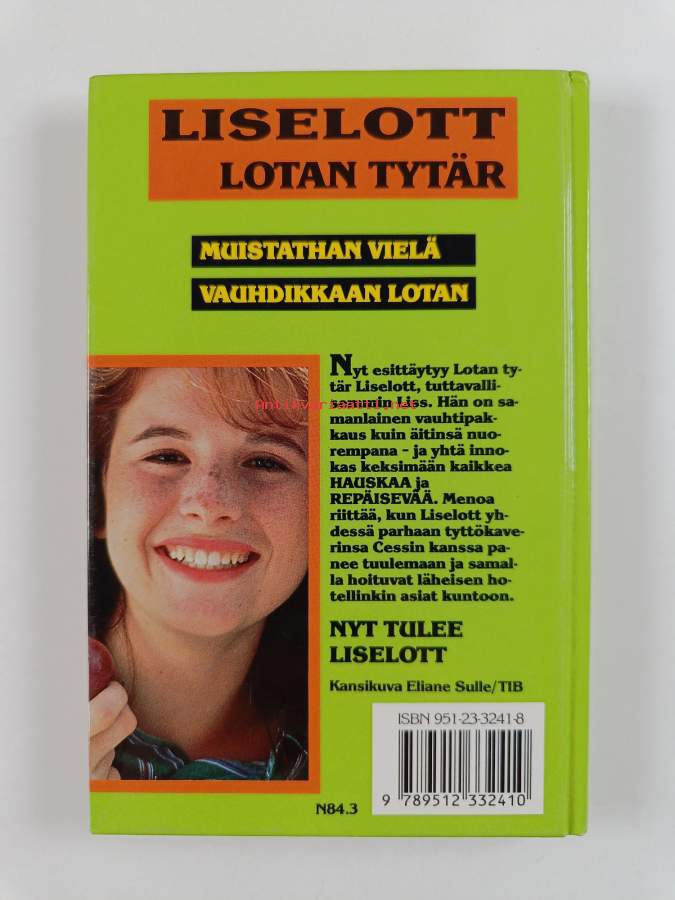 LISELOTT
LOTAN TYTÄR
MUISTATHAN VIELÄ
VAUHDIKKAAN LOTAN
Nyt esittäytyy Lotan ty-
tär Liselott, tuttavalli-
semmin Liss. Hän on sa-
manlainen vauhtipak-
kaus kuin äitinsä nuo-
rempana - ja yhtä inno-
kas keksimään kaikkea
HAUSKAA ja
REPÄISEVÄÄ. Menoa
riittää, kun Liselott yh-
dessä parhaan tyttökave-
rinsa Cessin kanssa pa-
nee tuulemaan ja samal-
la hoituvat läheisen ho-
tellinkin asiat kuntoon.
NYT TULEE
LISELOTT
Kansikuva Eliane Sulle/TIB
ISBN 951-23-3241-8
9 789512 332410
N84.3
Antikvariaatti.net